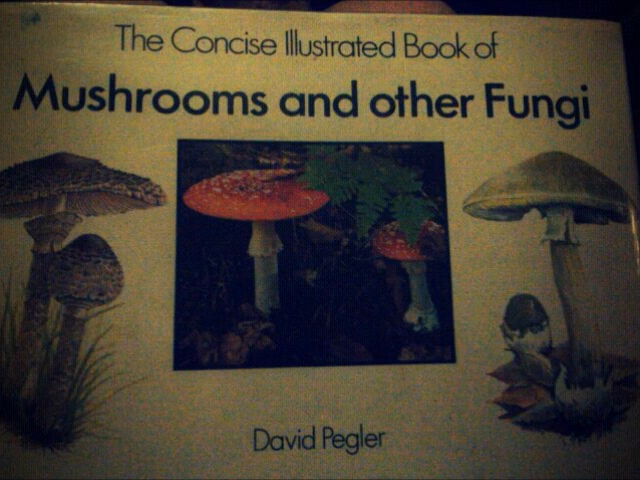 The Concise Illustrated Book of
Mushrooms and other Fungi
David Pegler